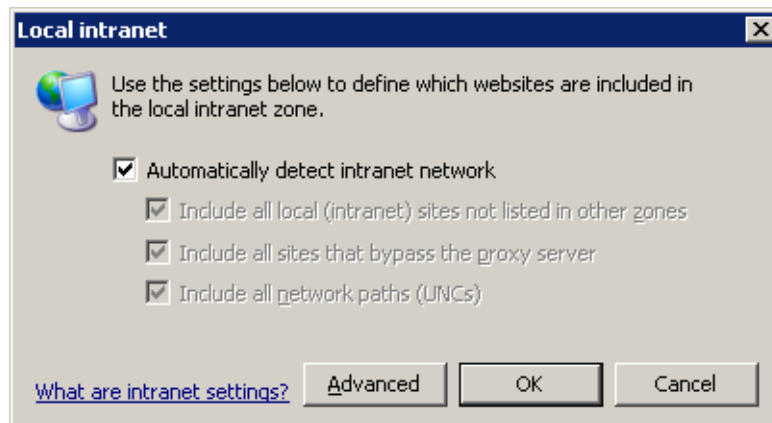 Local intranet
Use the settings below to define which websites are included in
the local intranet zone.
Automatically detect intranet network
Include all local (intranet) sites not listed in other zones
Include all sites that bypass the proxy server
Include all network paths (UNCs)
What are intranet settings? Advanced OK Cancel